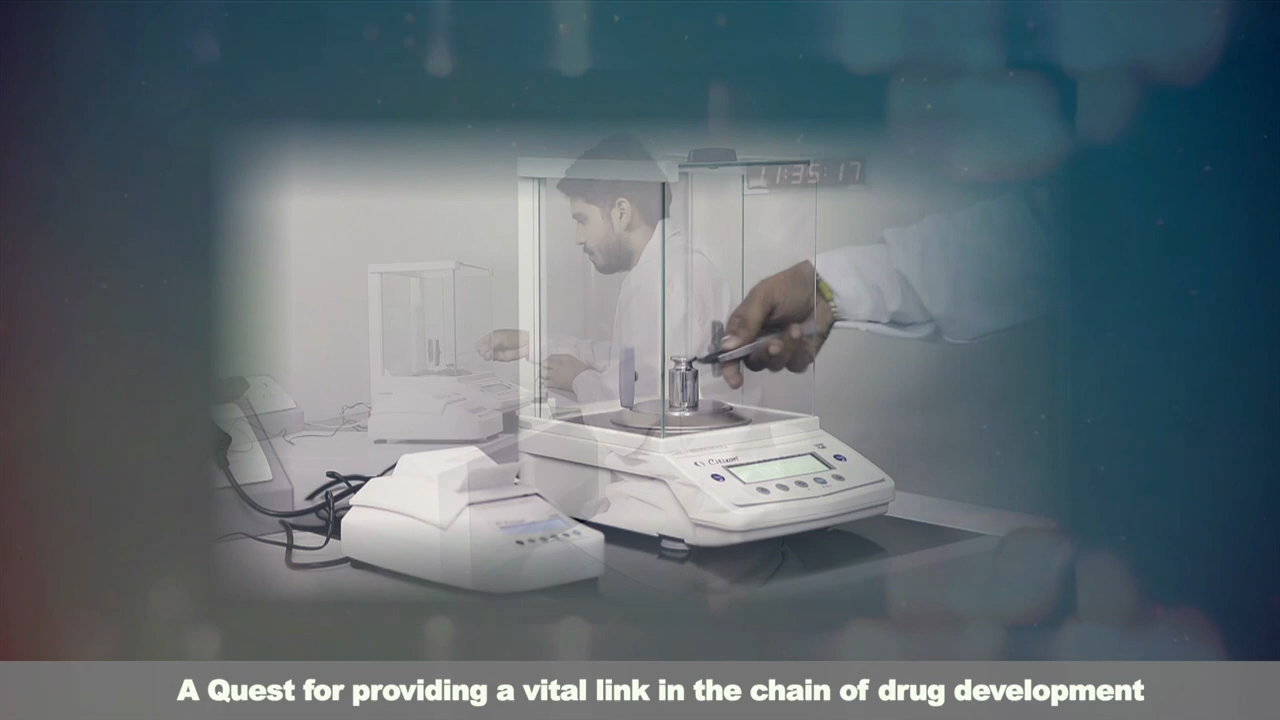 11:35:17
Citizen
A Quest for providing a vital link in the chain of drug development